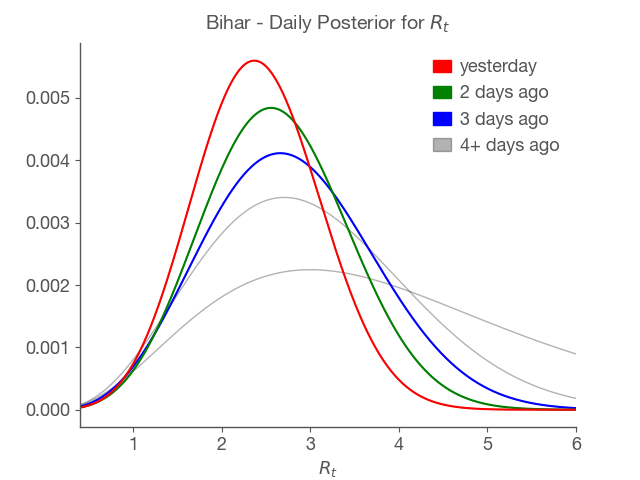 Bihar - Daily Posterior for Rt
yesterday
2 days ago
3 days ago
4+ days ago
0.005
0.004
0.003
0.002
0.001
0.000
1 2 3 4 5 6
Rt